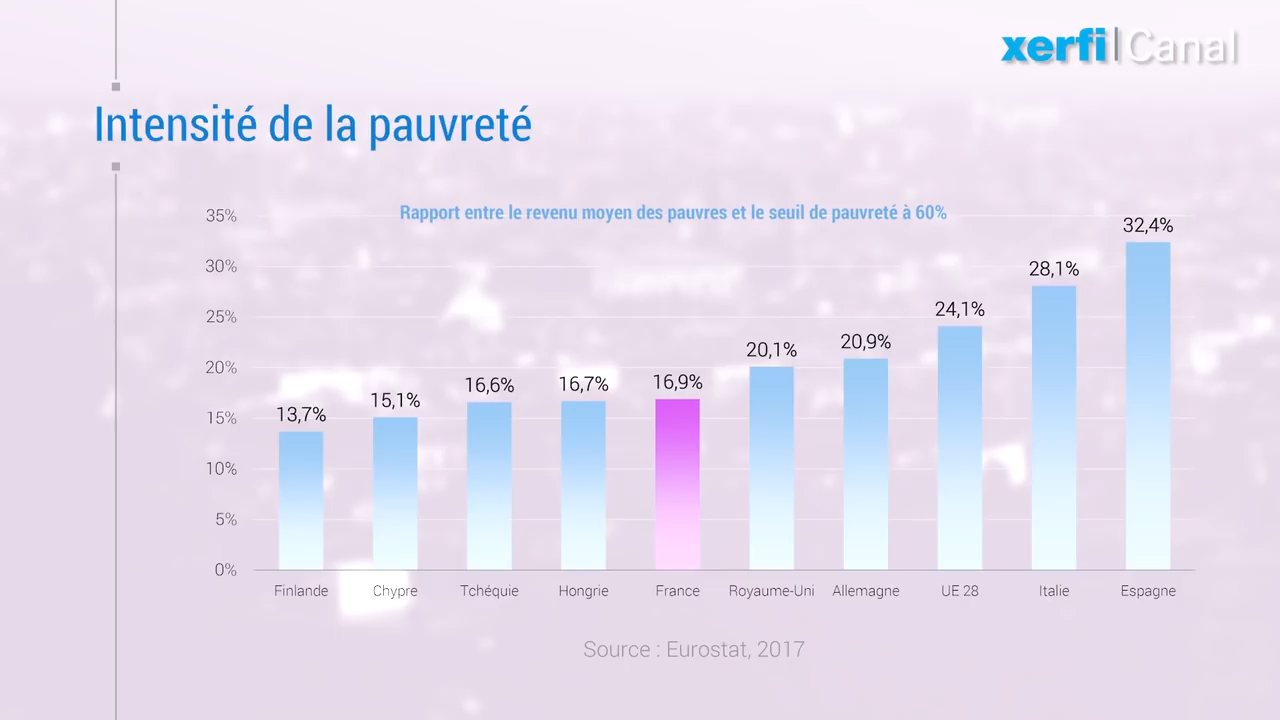 xerfi Canal
Intensité de la pauvreté
Rapport entre le revenu moyen des pauvres et le seuil de pauvreté à 60%
35%
30%
25%
20%
15%
10%
5%
0%
13,7%
15,1%
16,6%
16,7%
16,9%
20,1%
20,9%
24,1%
28,1%
32,4%
Finlande
Chypre
Tchéquie
Hongrie
France
Royaume-Uni
Allemagne
UE 28
Italie
Espagne
Source : Eurostat, 2017